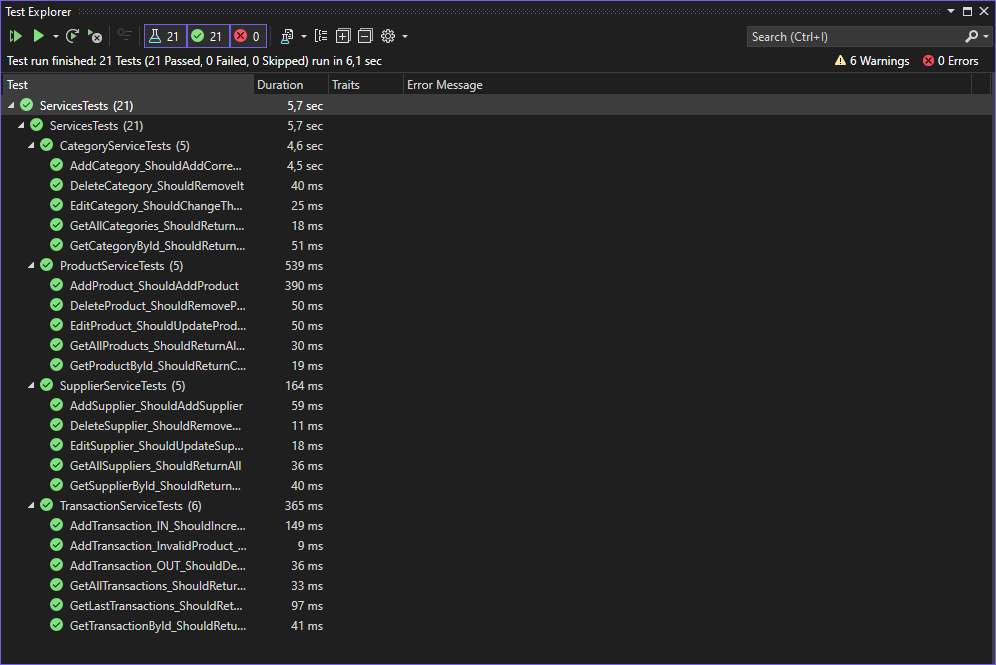 Test Explorer
21 21 0
Search (Ctrl+I)
Test run finished: 21 Tests (21 Passed, 0 Failed, 0 Skipped) run in 6,1 sec 6 Warnings 0 Errors
Test Duration Traits Error Message
ServicesTests (21) 5,7 sec
ServicesTests (21) 5,7 sec
CategoryServiceTests (5) 4,6 sec
AddCategory_ShouldAddCorre... 4,5 sec
DeleteCategory_ShouldRemoveIt 40 ms
EditCategory_ShouldChangeTh... 25 ms
GetAllCategories_ShouldReturn... 18 ms
GetCategoryById_ShouldReturn... 51 ms
ProductServiceTests (5) 539 ms
AddProduct_ShouldAddProduct 390 ms
DeleteProduct_ShouldRemoveP... 50 ms
EditProduct_ShouldUpdateProd... 50 ms
GetAllProducts_ShouldReturnAl... 30 ms
GetProductById_ShouldReturnC... 19 ms
SupplierServiceTests (5) 164 ms
AddSupplier_ShouldAddSupplier 59 ms
DeleteSupplier_ShouldRemove... 11 ms
EditSupplier_ShouldUpdateSup... 18 ms
GetAllSuppliers_ShouldReturnAll 36 ms
GetSupplierById_ShouldReturn... 40 ms
TransactionServiceTests (6) 365 ms
AddTransaction_IN_ShouldIncre... 149 ms
AddTransaction_InvalidProduct_... 9 ms
AddTransaction_OUT_ShouldDe... 36 ms
GetAllTransactions_ShouldRetur... 33 ms
GetLastTransactions_ShouldRet... 97 ms
GetTransactionById_ShouldRetu... 41 ms